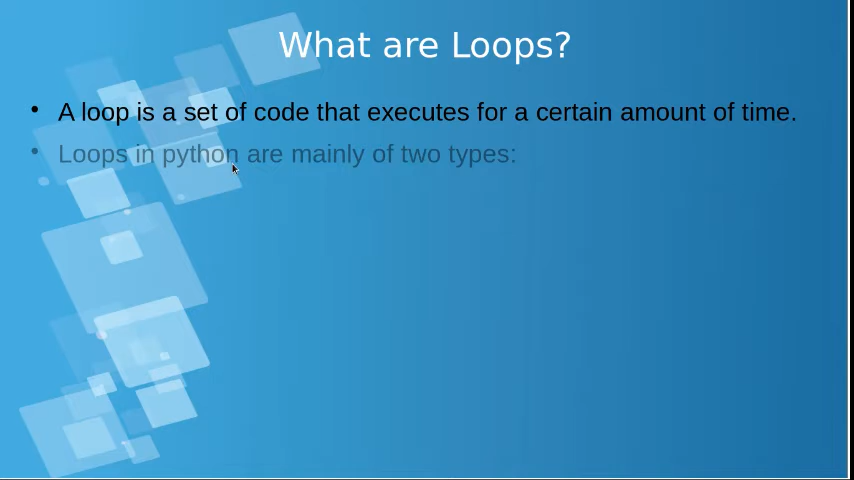 What are Loops?
• A loop is a set of code that executes for a certain amount of time.
• Loops in python are mainly of two types: